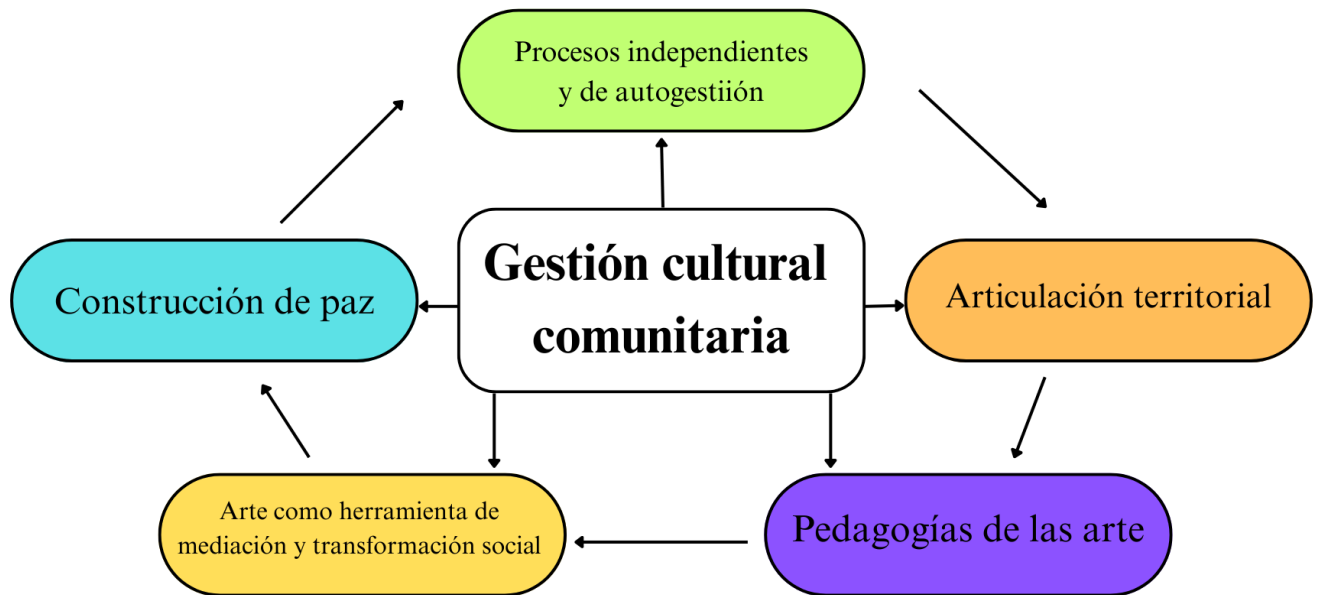 Procesos independientes
y de autogestiión
Gestión cultural
comunitaria
Construcción de paz
Articulación territorial
Arte como herramienta de
mediación y transformación social
Pedagogías de las arte